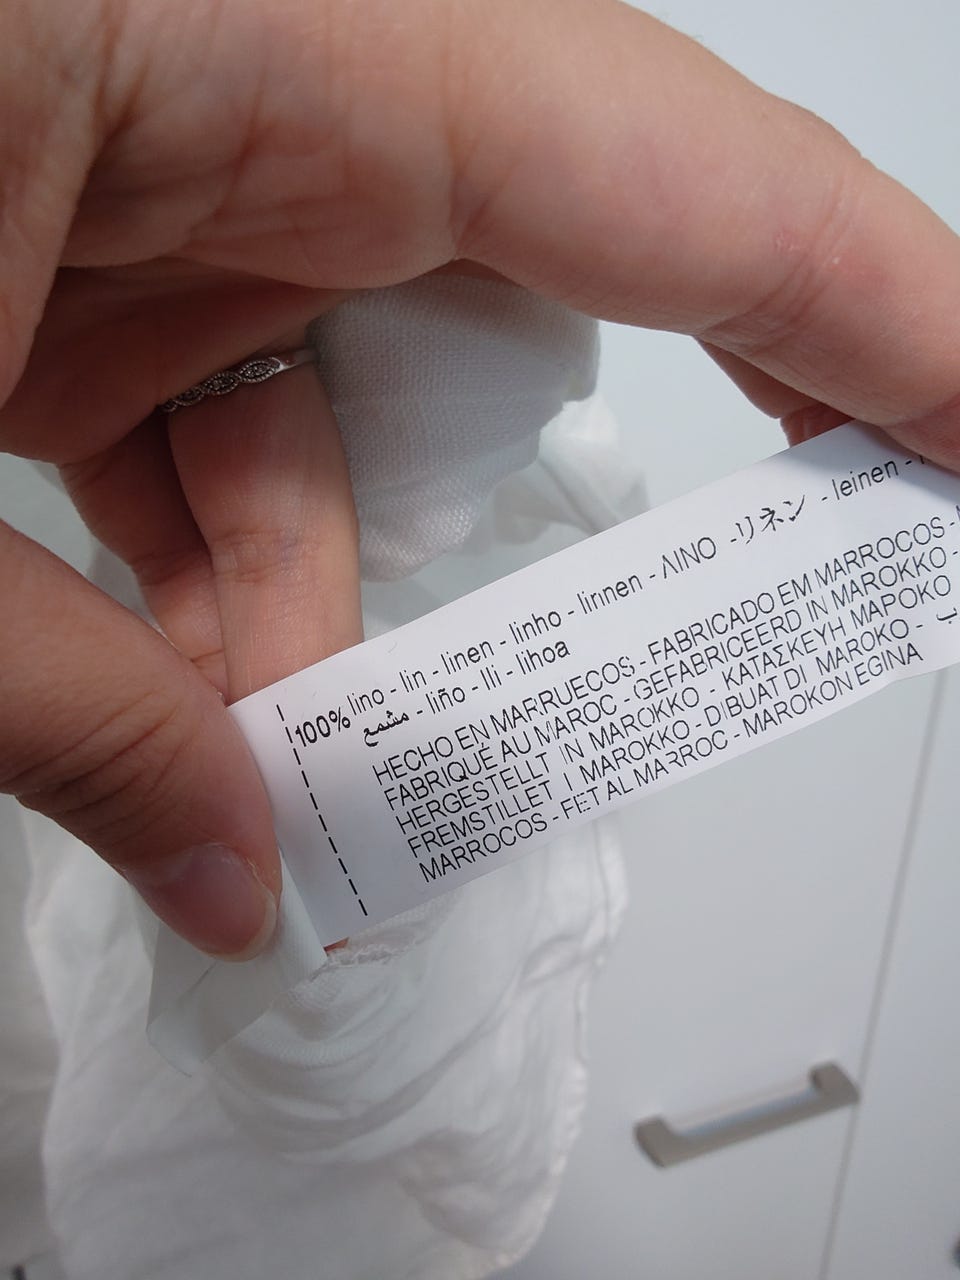 100% lino - lin - linen - linho - linnen - ΛINO - リネン - leinen -
مشمع - liño - lli - lihoa
HECHO EN MARRUECOS - FABRICADO EM MARROCOS -
FABRIQUÉ AU MAROC - GEFABRICEERD IN MAROKKO -
HERGESTELLT IN MAROKKO - ΚΑΤΑΣΚΕΥΗ ΜΑΡΟΚΟ
FREMSTILLET I MAROKKO - DIBUAT DI MAROKO -
MARROCOS - FET AL MARROC - MAROKON EGINA